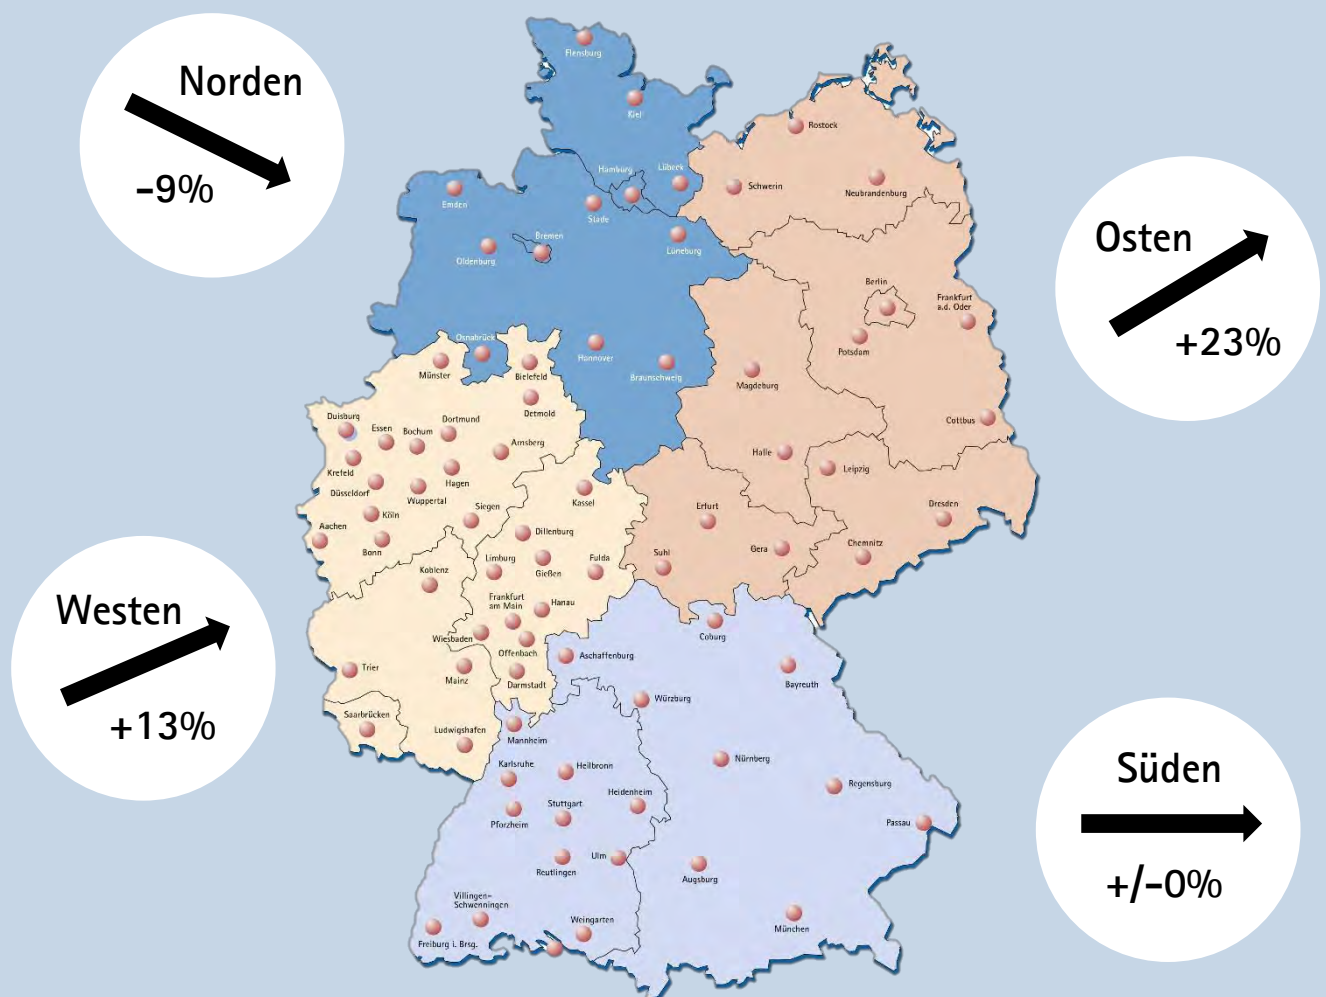 Norden
-9%
Osten
+23%
Westen
+13%
Süden
+/-0%
Flensburg
Kiel
Hamburg
Lübeck
Stade
Emden
Bremen
Oldenburg
Lüneburg
Osnabrück
Hannover
Braunschweig
Rostock
Schwerin
Neubrandenburg
Berlin
Frankfurt
a.d. Oder
Potsdam
Magdeburg
Cottbus
Halle
Leipzig
Dresden
Erfurt
Gera
Chemnitz
Suhl
Münster
Bielefeld
Detmold
Duisburg
Essen
Bochum
Dortmund
Arnsberg
Krefeld
Hagen
Düsseldorf
Wuppertal
Siegen
Köln
Aachen
Bonn
Kassel
Dillenburg
Limburg
Gießen
Fulda
Koblenz
Frankfurt
am Main
Hanau
Wiesbaden
Offenbach
Trier
Mainz
Darmstadt
Saarbrücken
Ludwigshafen
Coburg
Aschaffenburg
Bayreuth
Würzburg
Mannheim
Nürnberg
Karlsruhe
Heilbronn
Regensburg
Heidenheim
Stuttgart
Pforzheim
Passau
Ulm
Reutlingen
Augsburg
Villingen-
Schwenningen
Weingarten
München
Freiburg i. Brsg.